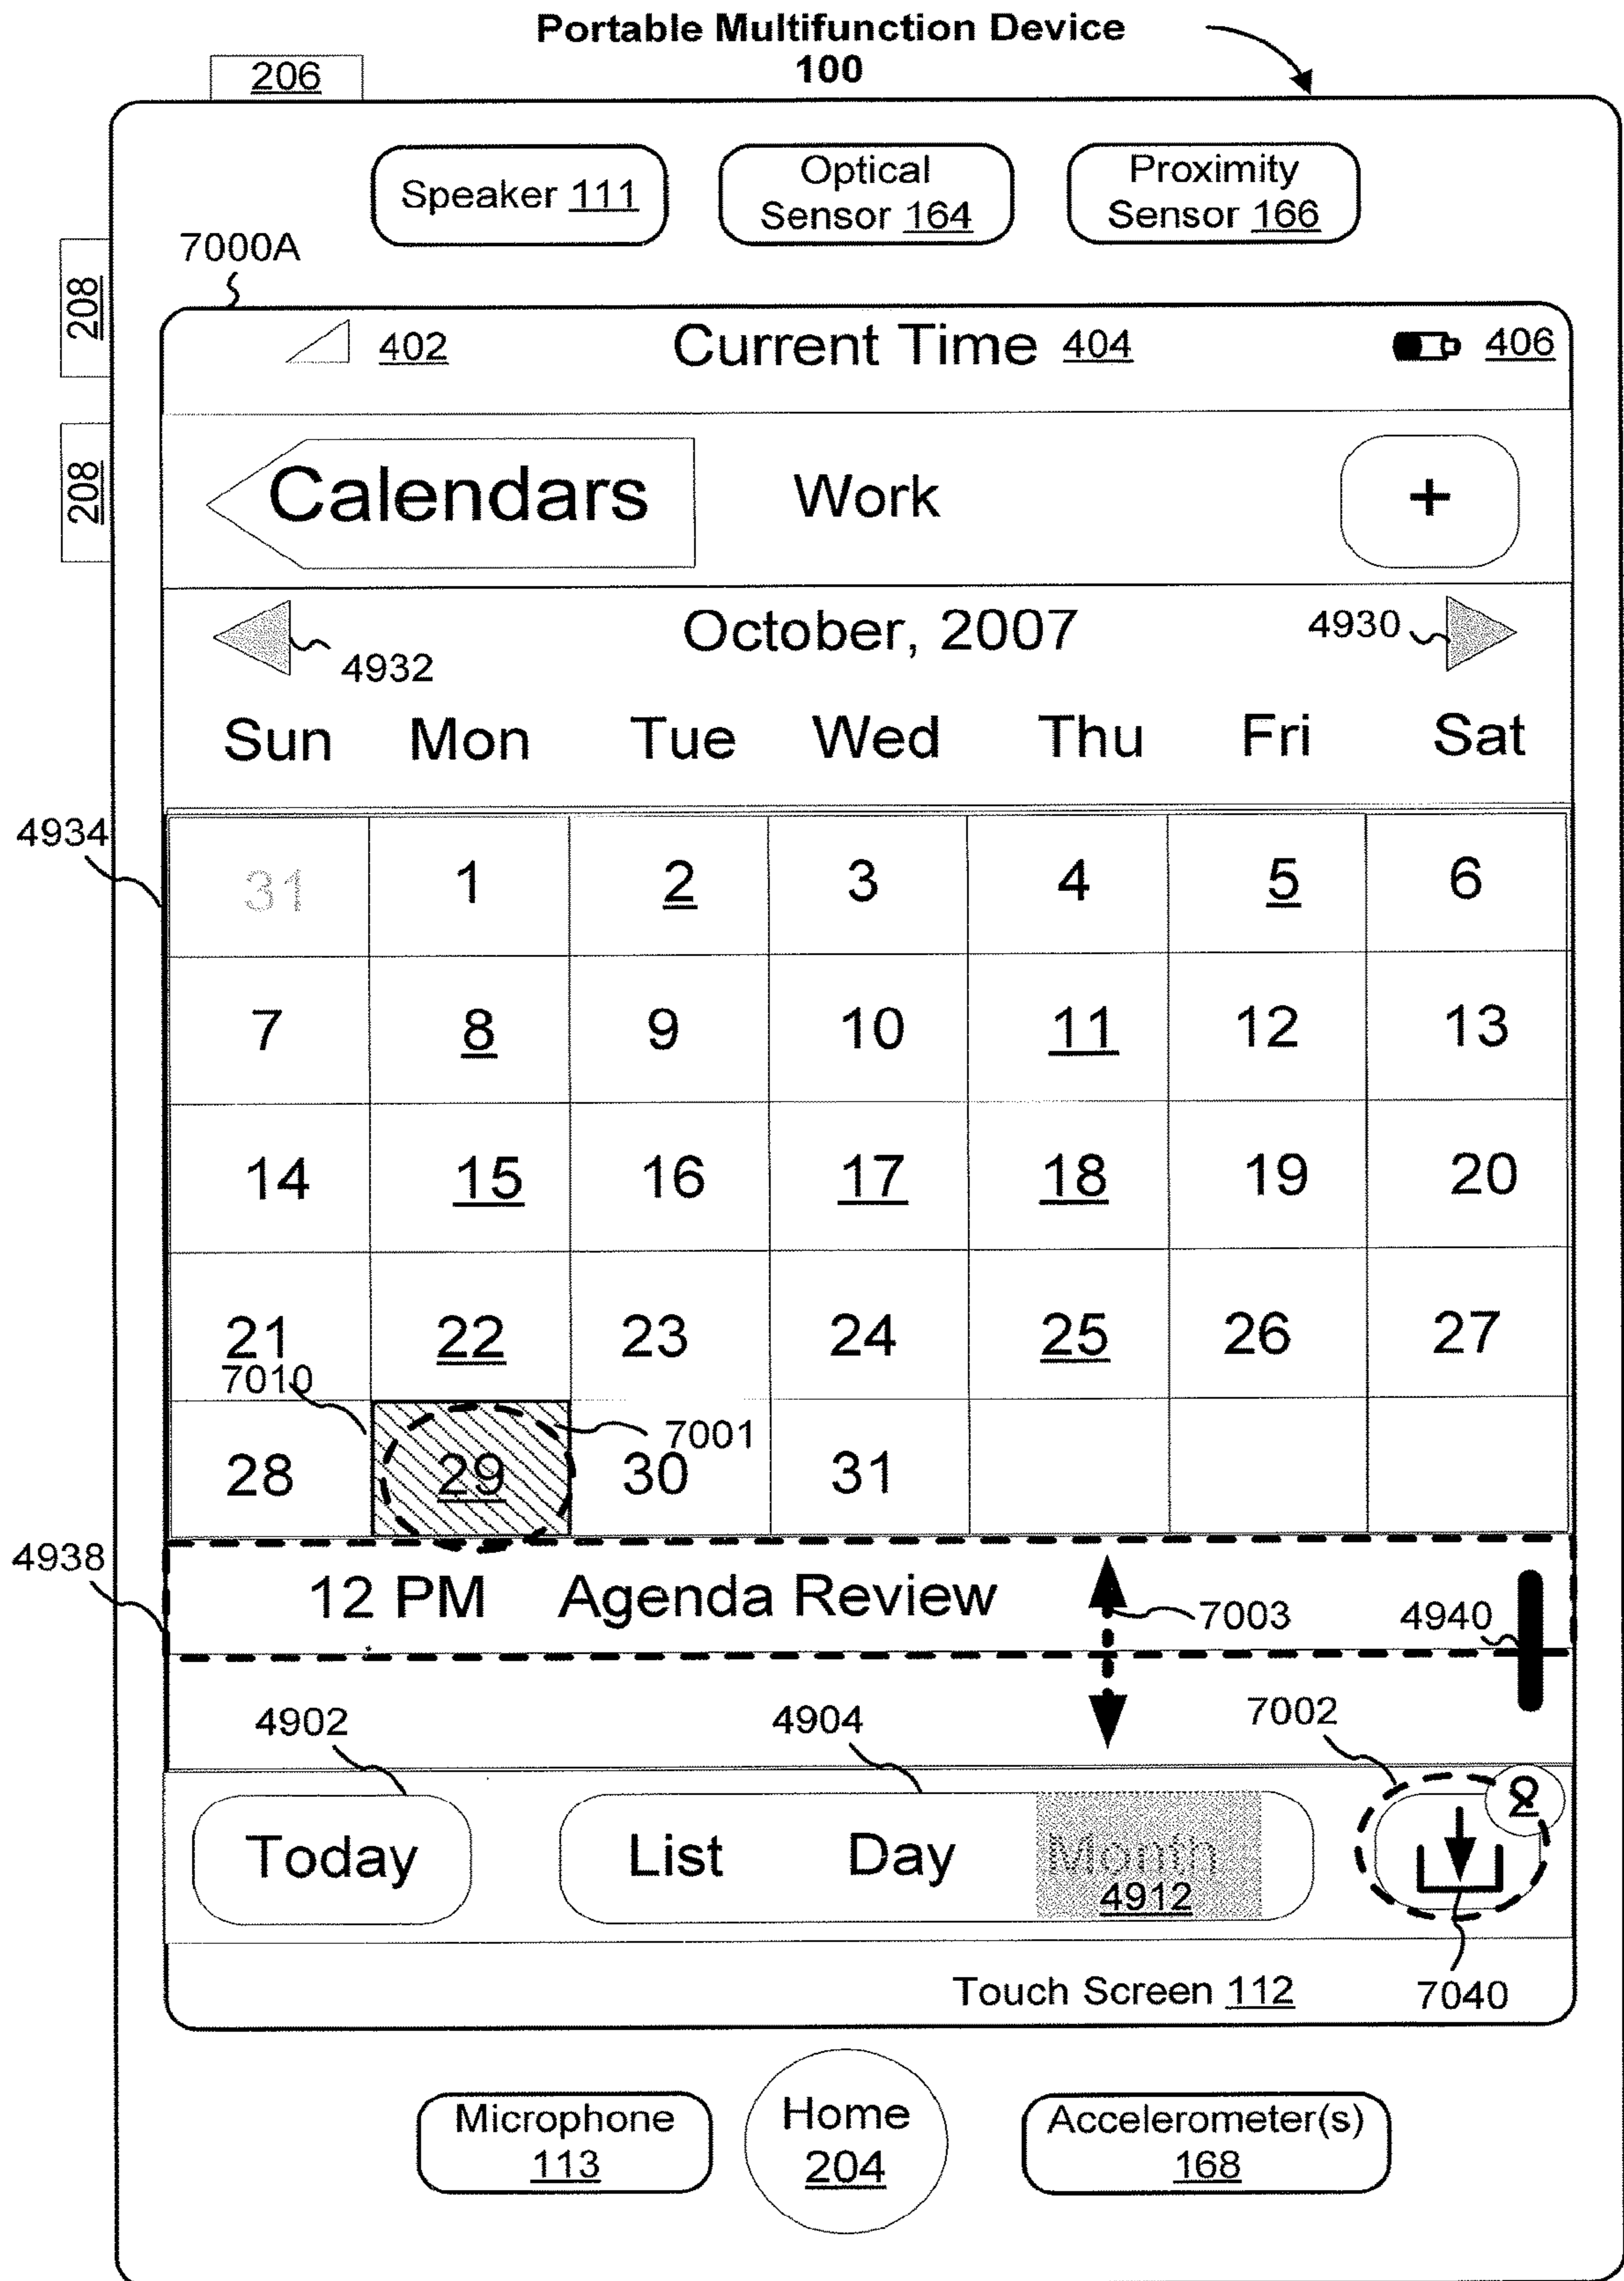 Portable Multifunction Device
100
206
Speaker 111
Optical
Sensor 164
Proximity
Sensor 166
7000A
208
402
Current Time 404
406
208
Calendars
Work
+
October, 2007
4932
4930
Sun Mon Tue Wed Thu Fri Sat
4934
31 1 2 3 4 5 6
7 8 9 10 11 12 13
14 15 16 17 18 19 20
21 22 23 24 25 26 27
7010
7001
28 29 30 31
4938
12 PM Agenda Review
7003
4940
4902
4904
7002
2
Today
List Day Month
4912
Touch Screen 112
7040
Microphone
113
Home
204
Accelerometer(s)
168